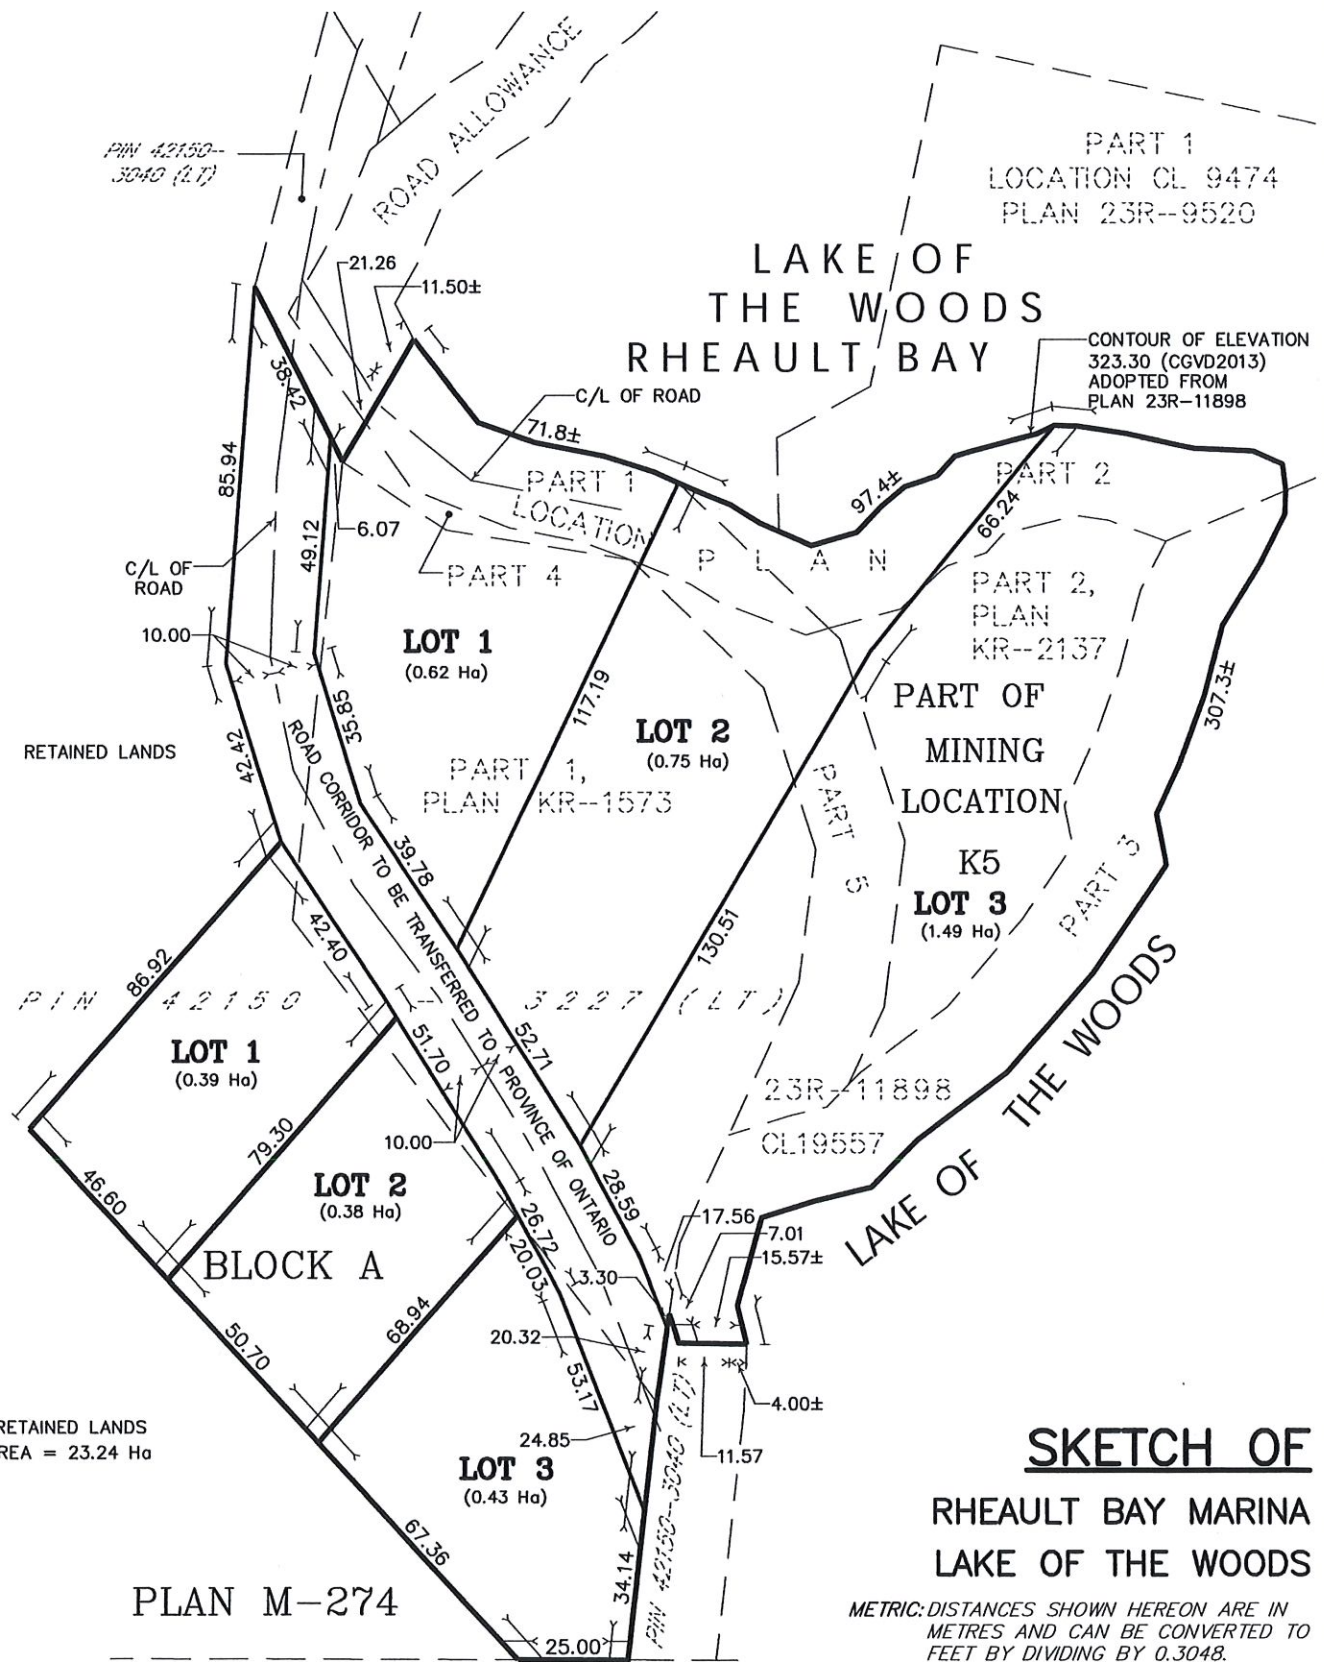 ROAD ALLOWANCE
PIN 42150--
3040 (LT)
PART 1
LOCATION CL 9474
PLAN 23R--9520
LAKE OF
THE WOODS
RHEAULT BAY
21.26
11.50±
CONTOUR OF ELEVATION
323.30 (CGVD2013)
ADOPTED FROM
PLAN 23R-11898
38.42
C/L OF ROAD
71.8±
85.94
PART 1
LOCATION
97.4±
PART 2
66.24
49.12
6.07
C/L OF
ROAD
PART 4
PLAN
PART 2,
PLAN
KR--2137
10.00
LOT 1
(0.62 Ha)
117.19
307.3±
35.85
LOT 2
(0.75 Ha)
PART OF
MINING
LOCATION
K5
LOT 3
(1.49 Ha)
RETAINED LANDS
42.42
ROAD CORRIDOR TO BE TRANSFERRED TO PROVINCE OF ONTARIO
PART 1,
PLAN KR--1573
PART 5
PART 3
39.78
130.51
42.40
86.92
PIN 42150 - 3227 (LT)
LOT 1
(0.39 Ha)
51.70
52.71
23R--11898
CL19557
LAKE OF THE WOODS
79.30
10.00
46.60
LOT 2
(0.38 Ha)
28.59
26.72
20.03
17.56
7.01
15.57±
BLOCK A
3.30
68.94
20.32
50.70
53.17
4.00±
11.57
24.85
PIN 42150--3040 (LT)
RETAINED LANDS
REA = 23.24 Ha
LOT 3
(0.43 Ha)
67.36
34.14
25.00
PLAN M-274
SKETCH OF
RHEAULT BAY MARINA
LAKE OF THE WOODS
METRIC: DISTANCES SHOWN HEREON ARE IN
METRES AND CAN BE CONVERTED TO
FEET BY DIVIDING BY 0.3048.